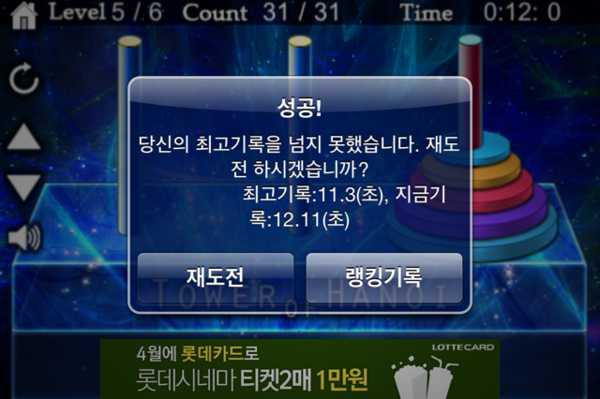 Level 5 / 6 Count 31 / 31 Time 0:12: 0
성공!
당신의 최고기록을 넘지 못했습니다. 재도
전 하시겠습니까?
최고기록:11.3(초), 지금기
록:12.11(초)
재도전 랭킹기록
TOWER OF HANOI
4월에 롯데카드로 LOTTECARD
롯데시네마 티켓2매 1만원